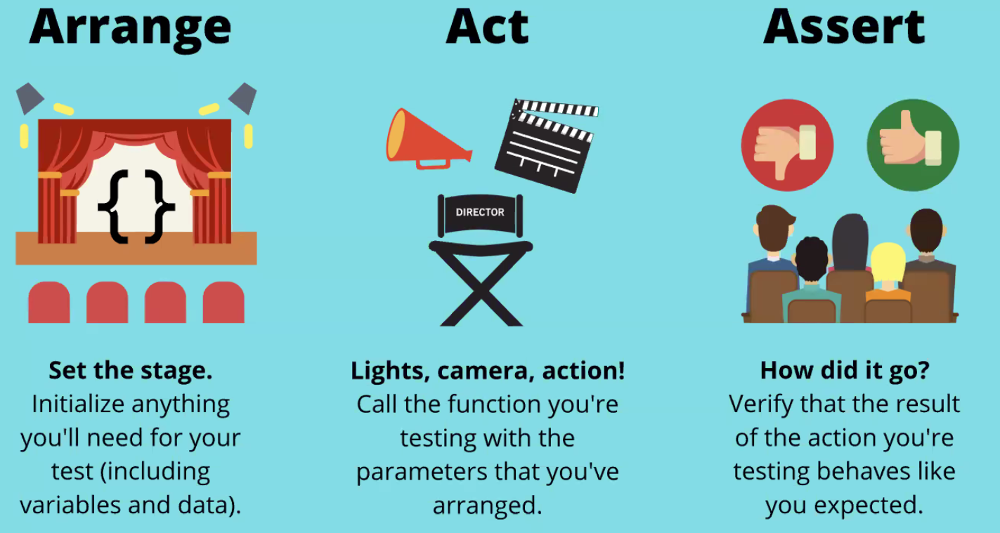 Arrange
{}
Set the stage.
Initialize anything
you'll need for your
test (including
variables and data).
Act
DIRECTOR
Lights, camera, action!
Call the function you're
testing with the
parameters that you've
arranged.
Assert
How did it go?
Verify that the result
of the action you're
testing behaves like
you expected.